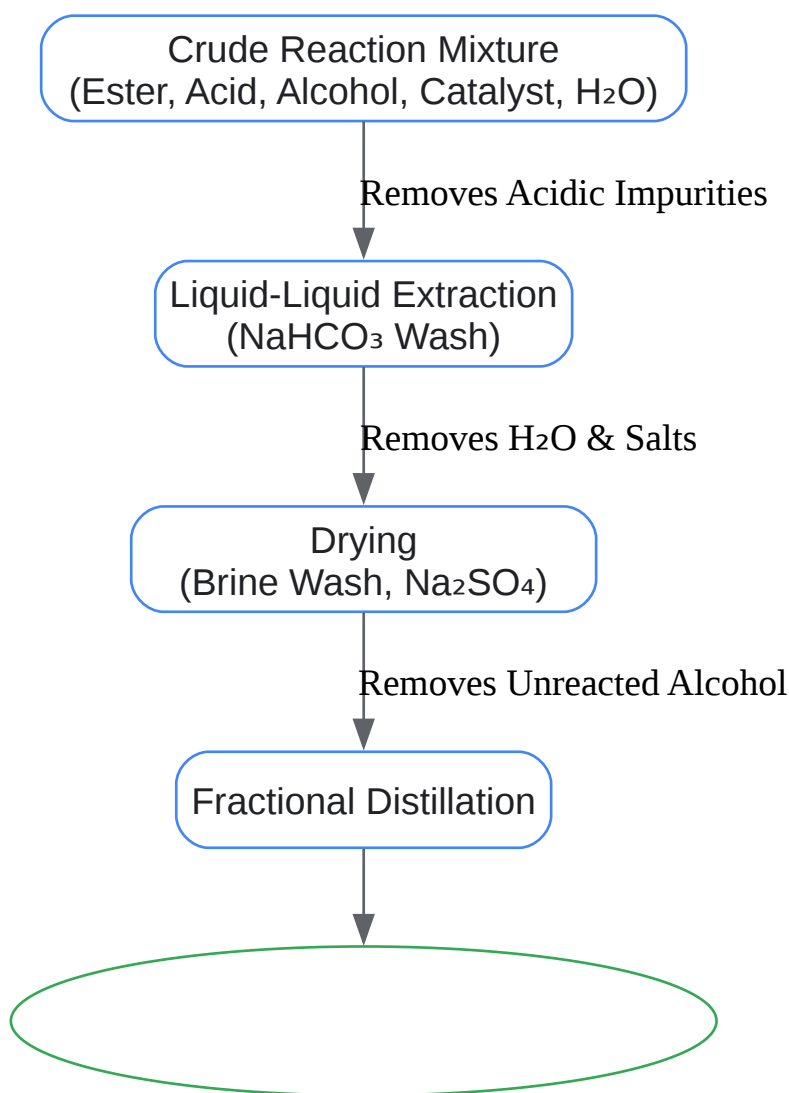 Crude Reaction Mixture
(Ester, Acid, Alcohol, Catalyst, H₂O)
Removes Acidic Impurities
Liquid-Liquid Extraction
(NaHCO₃ Wash)
Removes H₂O & Salts
Drying
(Brine Wash, Na₂SO₄)
Removes Unreacted Alcohol
Fractional Distillation